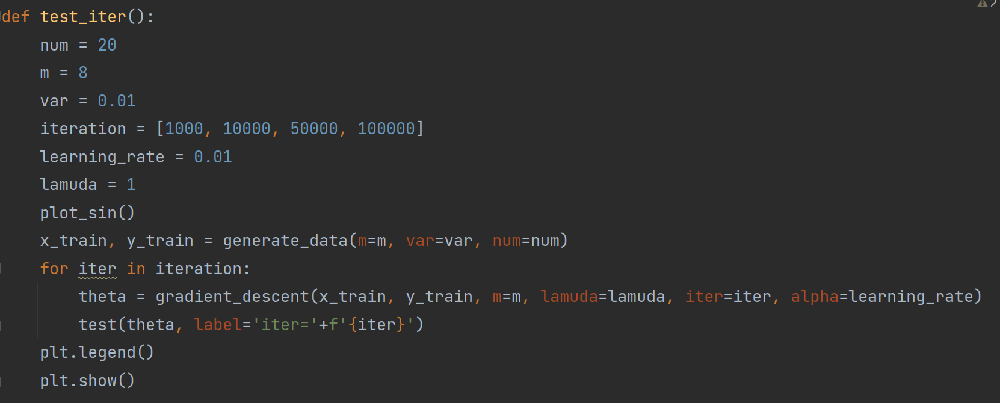 2
def test_iter():
    num = 20
    m = 8
    var = 0.01
    iteration = [1000, 10000, 50000, 100000]
    learning_rate = 0.01
    lamuda = 1
    plot_sin()
    x_train, y_train = generate_data(m=m, var=var, num=num)
    for iter in iteration:
        theta = gradient_descent(x_train, y_train, m=m, lamuda=lamuda, iter=iter, alpha=learning_rate)
        test(theta, label='iter='+f'{iter}')
    plt.legend()
    plt.show()